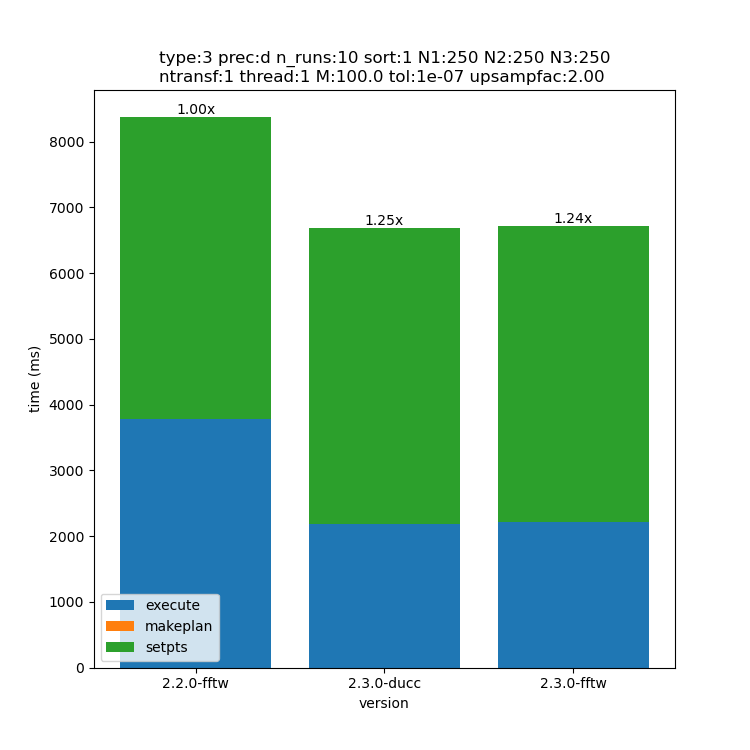 type:3 prec:d n_runs:10 sort:1 N1:250 N2:250 N3:250
ntransf:1 thread:1 M:100.0 tol:1e-07 upsampfac:2.00
1.00x
1.25x
1.24x
8000
7000
6000
5000
4000
3000
2000
1000
0
time (ms)
execute
makeplan
setpts
2.2.0-fftw
2.3.0-ducc
2.3.0-fftw
version